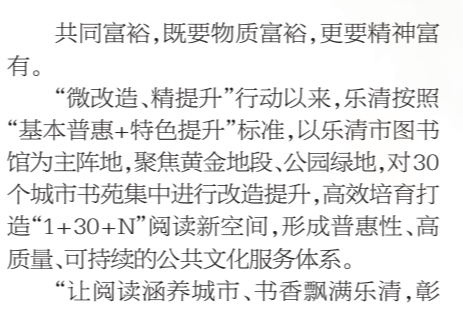 共同富裕,既要物质富裕,更要精神富
有。
“微改造、精提升”行动以来,乐清按照
“基本普惠+特色提升”标准,以乐清市图书
馆为主阵地,聚焦黄金地段、公园绿地,对30
个城市书苑集中进行改造提升,高效培育打
造“1+30+N”阅读新空间,形成普惠性、高
质量、可持续的公共文化服务体系。
“让阅读涵养城市、书香飘满乐清,彰